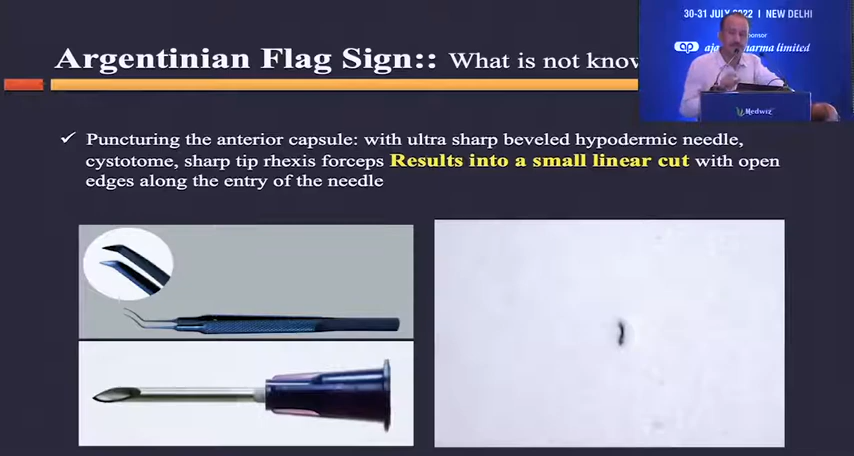 30-31 JULY 2022 | NEW DELHI
Argentinian Flag Sign:: What is not know
ajanta pharma limited
Medwiz
✓ Puncturing the anterior capsule: with ultra sharp beveled hypodermic needle,
cystotome, sharp tip rhexis forceps Results into a small linear cut with open
edges along the entry of the needle